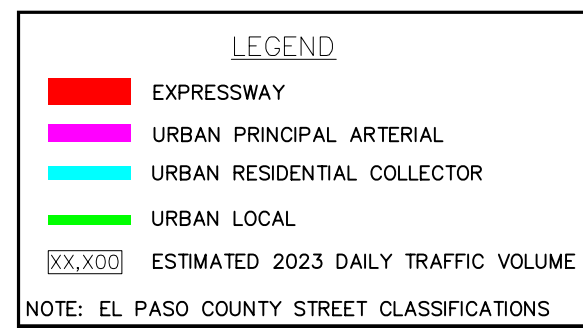 LEGEND
EXPRESSWAY
URBAN PRINCIPAL ARTERIAL
URBAN RESIDENTIAL COLLECTOR
URBAN LOCAL
XX,X00 ESTIMATED 2023 DAILY TRAFFIC VOLUME
NOTE: EL PASO COUNTY STREET CLASSIFICATIONS